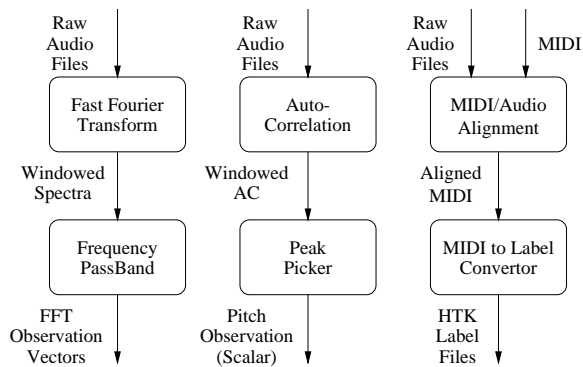 Raw
Audio
Files
Fast Fourier
Transform
Windowed
Spectra
Frequency
PassBand
FFT
Observation
Vectors
Raw
Audio
Files
Auto-
Correlation
Windowed
AC
Peak
Picker
Pitch
Observation
(Scalar)
Raw
Audio
Files
MIDI
MIDI/Audio
Alignment
Aligned
MIDI
MIDI to Label
Convertor
HTK
Label
Files